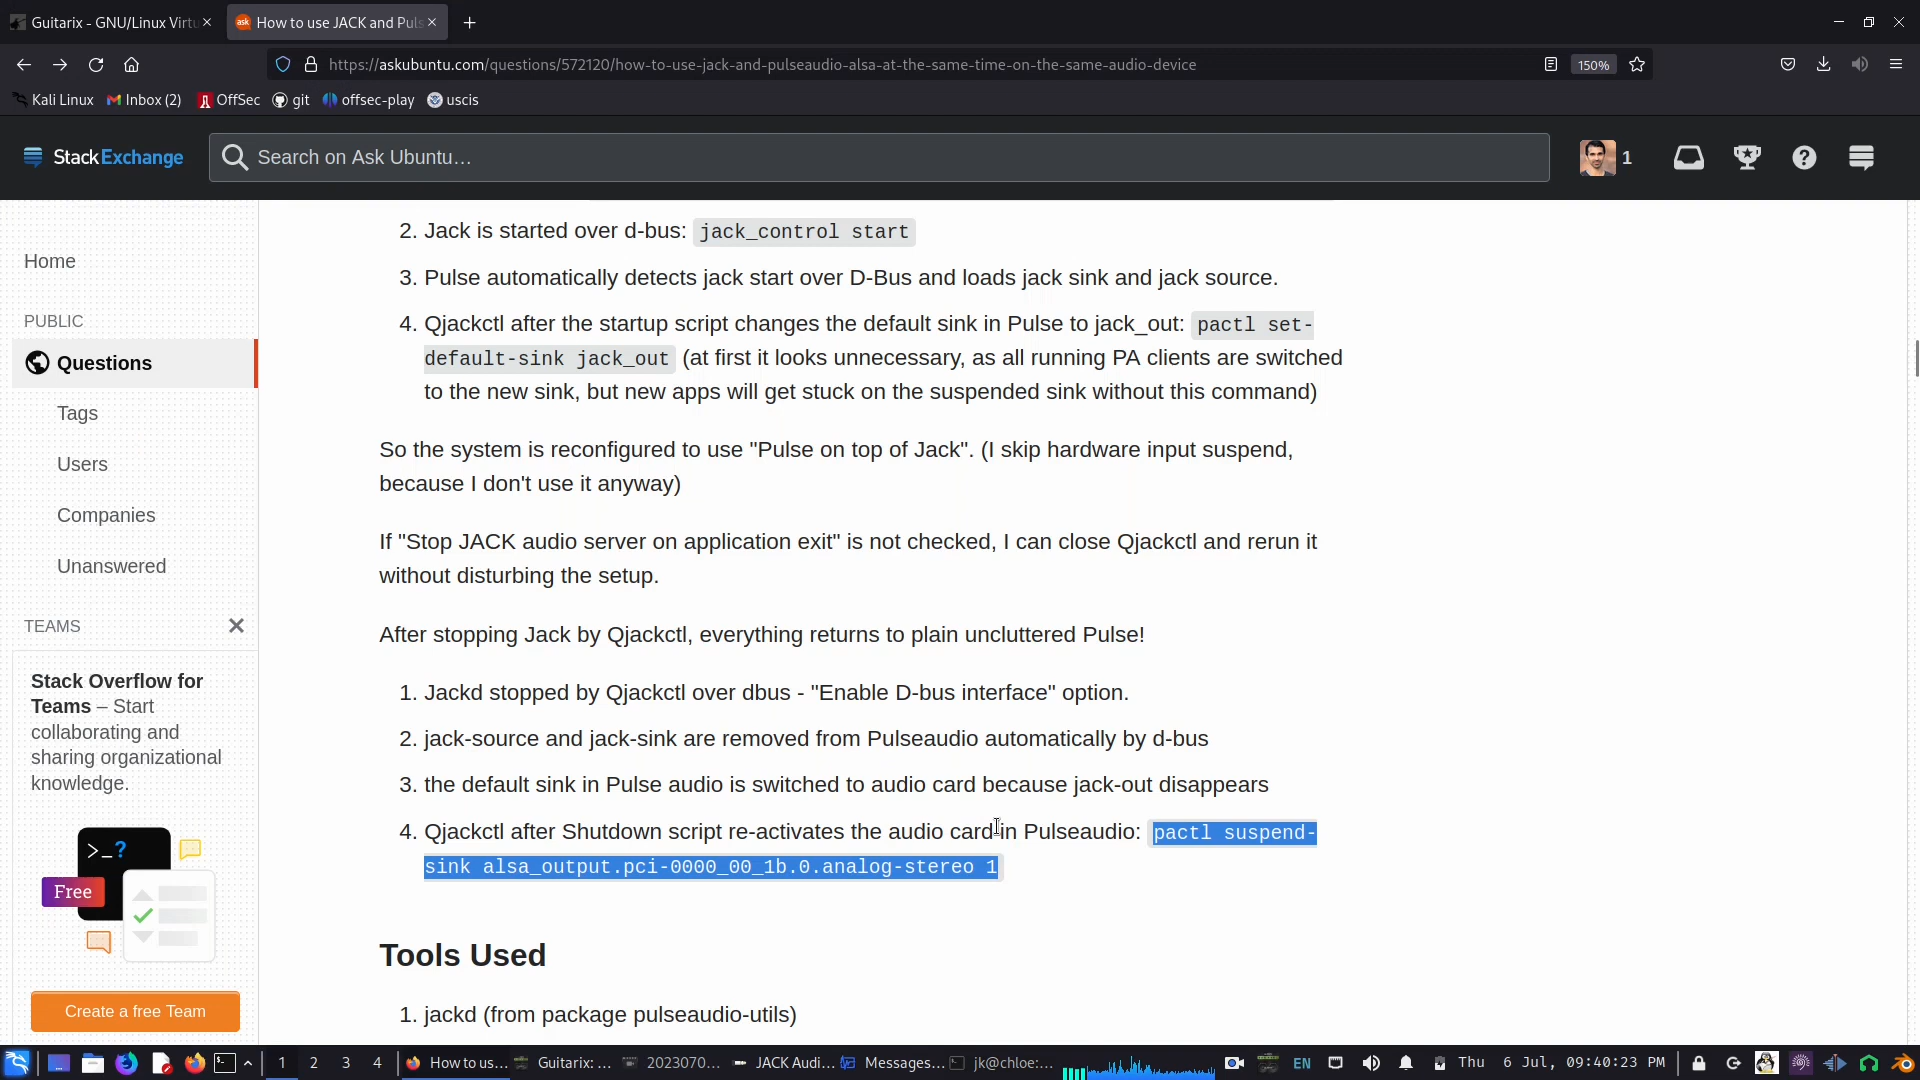 Guitarix - GNU/Linux Virtu
How to use JACK and Puls
https://askubuntu.com/questions/572120/how-to-use-jack-and-pulseaudio-alsa-at-the-same-time-on-the-same-audio-device
150%
Kali Linux
Inbox (2)
OffSec
git
offsec-play
uscis
StackExchange
Search on Ask Ubuntu…
1
Home
PUBLIC
Questions
Tags
Users
Companies
Unanswered
TEAMS
Stack Overflow for
Teams – Start
collaborating and
sharing organizational
knowledge.
>_?
Free
Create a free Team
2. Jack is started over d-bus: jack_control start
3. Pulse automatically detects jack start over D-Bus and loads jack sink and jack source.
4. Qjackctl after the startup script changes the default sink in Pulse to jack_out: pactl set-
default-sink jack_out (at first it looks unnecessary, as all running PA clients are switched
to the new sink, but new apps will get stuck on the suspended sink without this command)
So the system is reconfigured to use "Pulse on top of Jack". (I skip hardware input suspend,
because I don't use it anyway)
If "Stop JACK audio server on application exit" is not checked, I can close Qjackctl and rerun it
without disturbing the setup.
After stopping Jack by Qjackctl, everything returns to plain uncluttered Pulse!
1. Jackd stopped by Qjackctl over dbus - "Enable D-bus interface" option.
2. jack-source and jack-sink are removed from Pulseaudio automatically by d-bus
3. the default sink in Pulse audio is switched to audio card because jack-out disappears
4. Qjackctl after Shutdown script re-activates the audio card in Pulseaudio: pactl suspend-
sink alsa_output.pci-0000_00_1b.0.analog-stereo 1
Tools Used
1. jackd (from package pulseaudio-utils)
1
2
3
4
How to us...
Guitarix: ...
2023070...
JACK Audi...
Messages...
jk@chloe:...
EN
Thu 6 Jul, 09:40:23 PM